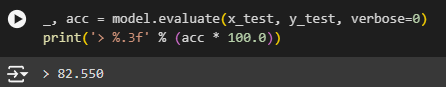 _, acc = model.evaluate(x_test, y_test, verbose=0)
print('> %.3f' % (acc * 100.0))
> 82.550